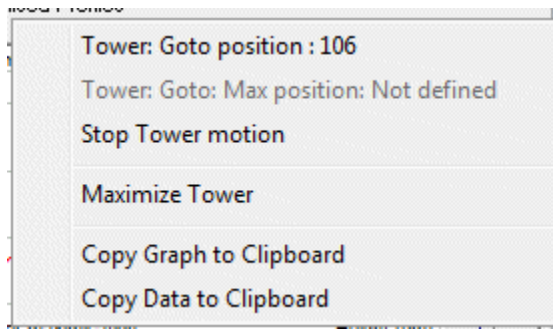 Tower: Goto position : 106
Tower: Goto: Max position: Not defined
Stop Tower motion
Maximize Tower
Copy Graph to Clipboard
Copy Data to Clipboard